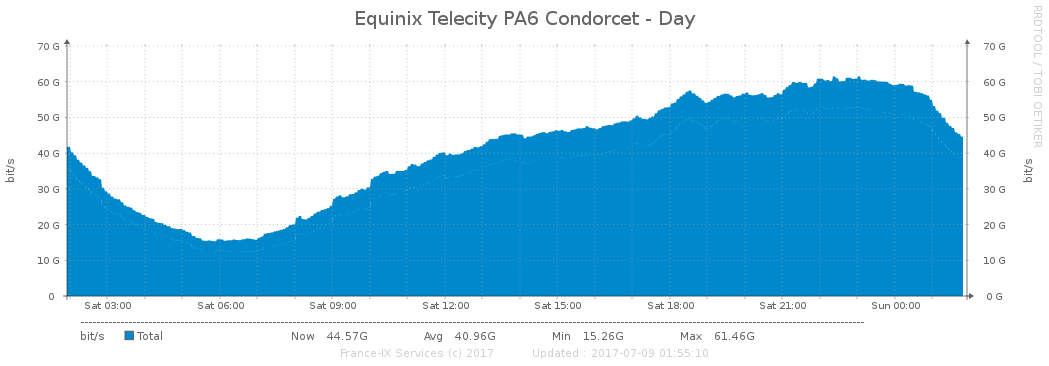 Equinix Telecity PA6 Condorcet - Day
RRDTOOL / TOBI OETIKER
70 G 70 G
60 G 60 G
50 G 50 G
40 G 40 G
30 G 30 G
20 G 20 G
10 G 10 G
0 0 G
bit/s bit/s
Sat 03:00 Sat 06:00 Sat 09:00 Sat 12:00 Sat 15:00 Sat 18:00 Sat 21:00 Sun 00:00
bit/s Total Now 44.57G Avg 40.96G Min 15.26G Max 61.46G
France-IX Services (c) 2017 Updated : 2017-07-09 01:55:10